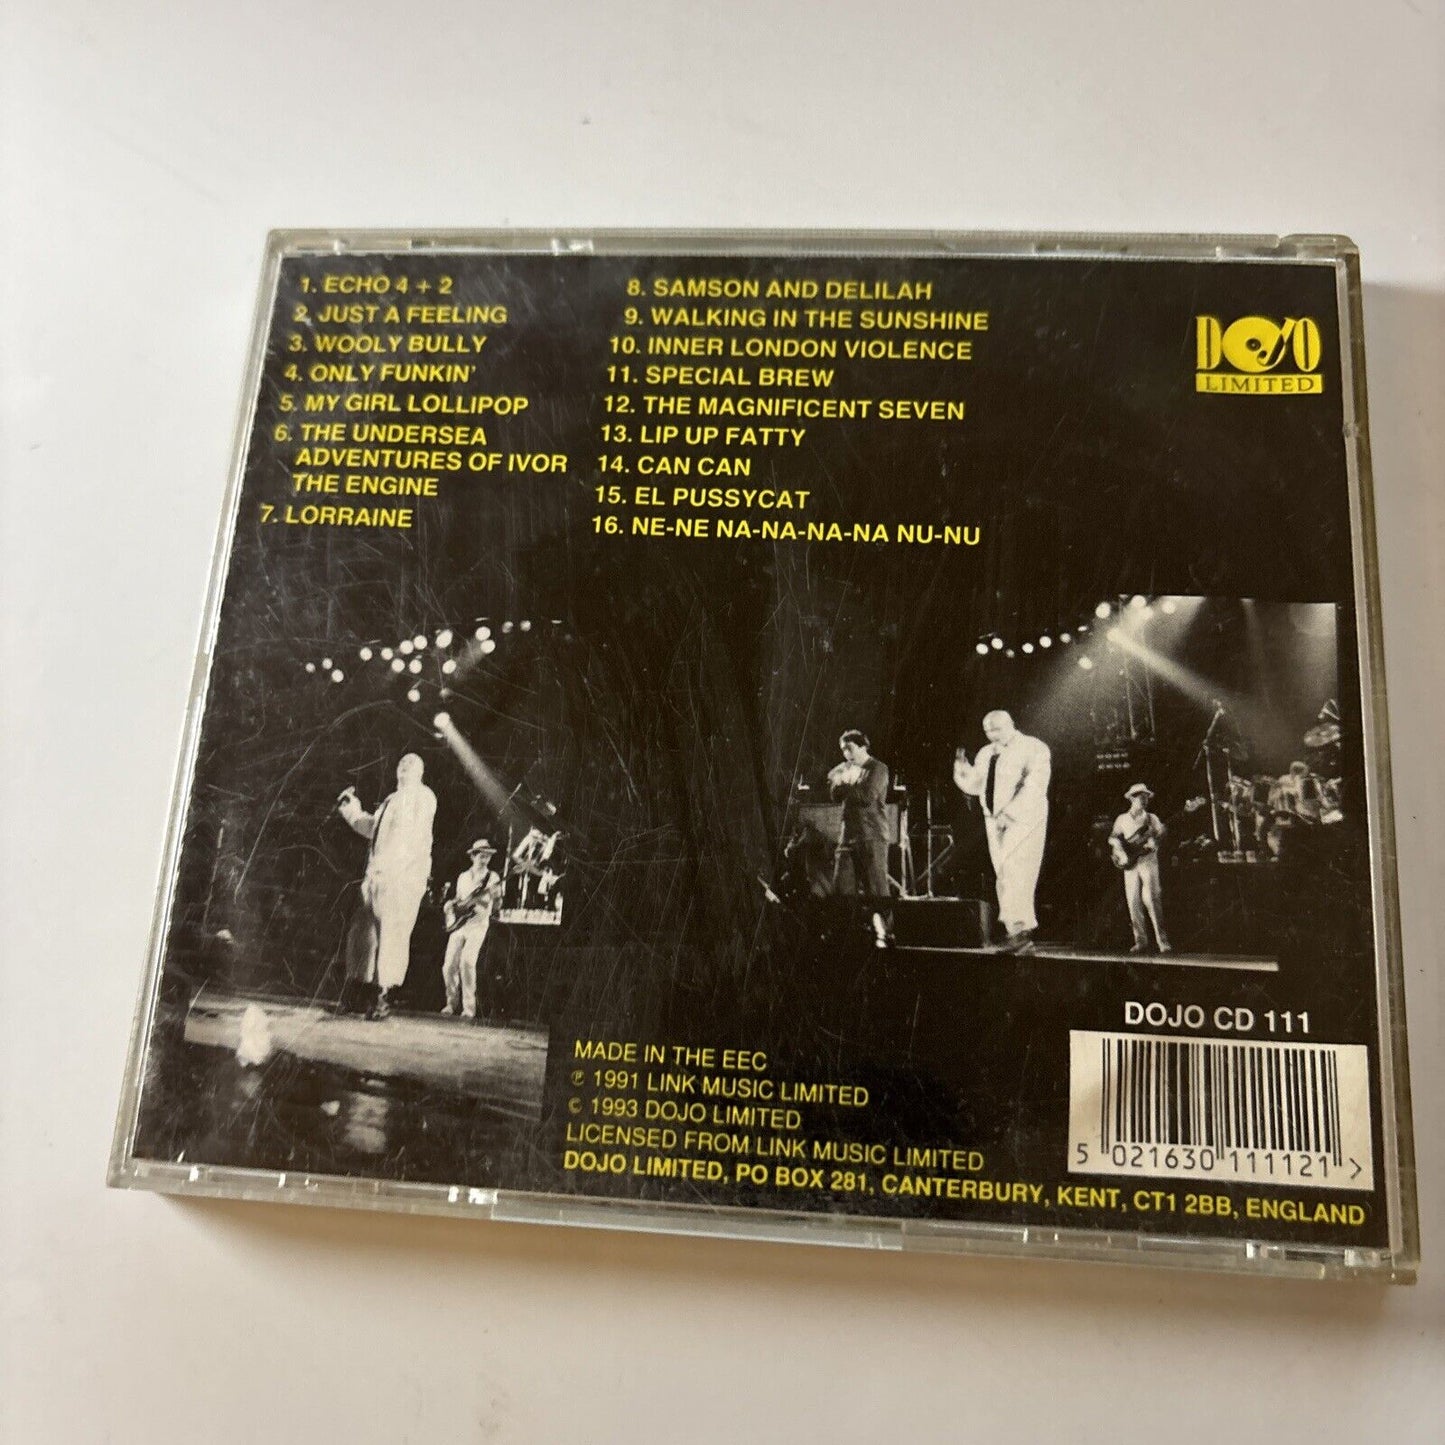 1. ECHO 4 + 2
2. JUST A FEELING
3. WOOLY BULLY
4. ONLY FUNKIN'
5. MY GIRL LOLLIPOP
6. THE UNDERSEA
ADVENTURES OF IVOR
THE ENGINE
7. LORRAINE
8. SAMSON AND DELILAH
9. WALKING IN THE SUNSHINE
10. INNER LONDON VIOLENCE
11. SPECIAL BREW
12. THE MAGNIFICENT SEVEN
13. LIP UP FATTY
14. CAN CAN
15. EL PUSSYCAT
16. NE-NE NA-NA-NA-NA NU-NU
DOJO
LIMITED
DOJO CD 111
5 021630 111121 >
MADE IN THE EEC
℗ 1991 LINK MUSIC LIMITED
© 1993 DOJO LIMITED
LICENSED FROM LINK MUSIC LIMITED
DOJO LIMITED, PO BOX 281, CANTERBURY, KENT, CT1 2BB, ENGLAND